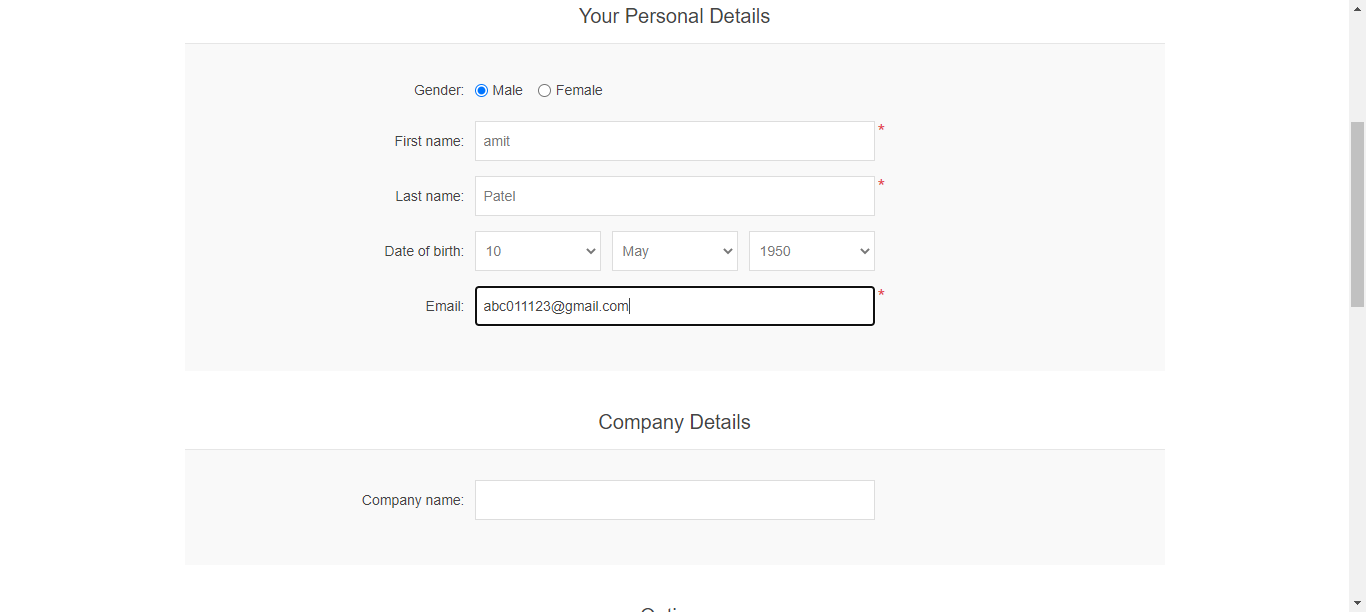 Your Personal Details
Gender: Male Female
First name: amit *
Last name: Patel *
Date of birth: 10 May 1950
Email: abc011123@gmail.com *
Company Details
Company name: